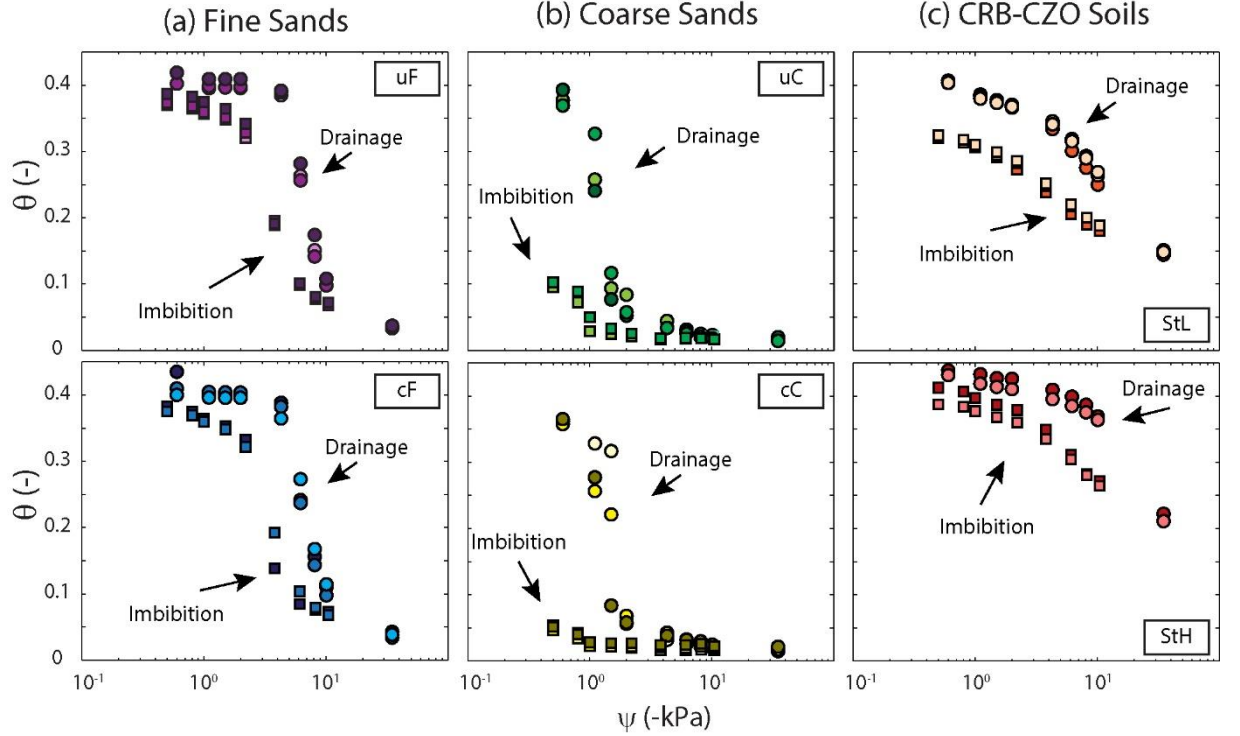 (a) Fine Sands
(b) Coarse Sands
(c) CRB-CZO Soils
0.4
0.3
0.2
0.1
0
θ (-)
uF
Drainage
Imbibition
uC
Drainage
Imbibition
Drainage
Imbibition
StL
0.4
0.3
0.2
0.1
0
θ (-)
cF
Drainage
Imbibition
cC
Drainage
Imbibition
Drainage
Imbibition
StH
10-1 100 101
10-1 100 101
10-1 100 101
ψ (-kPa)